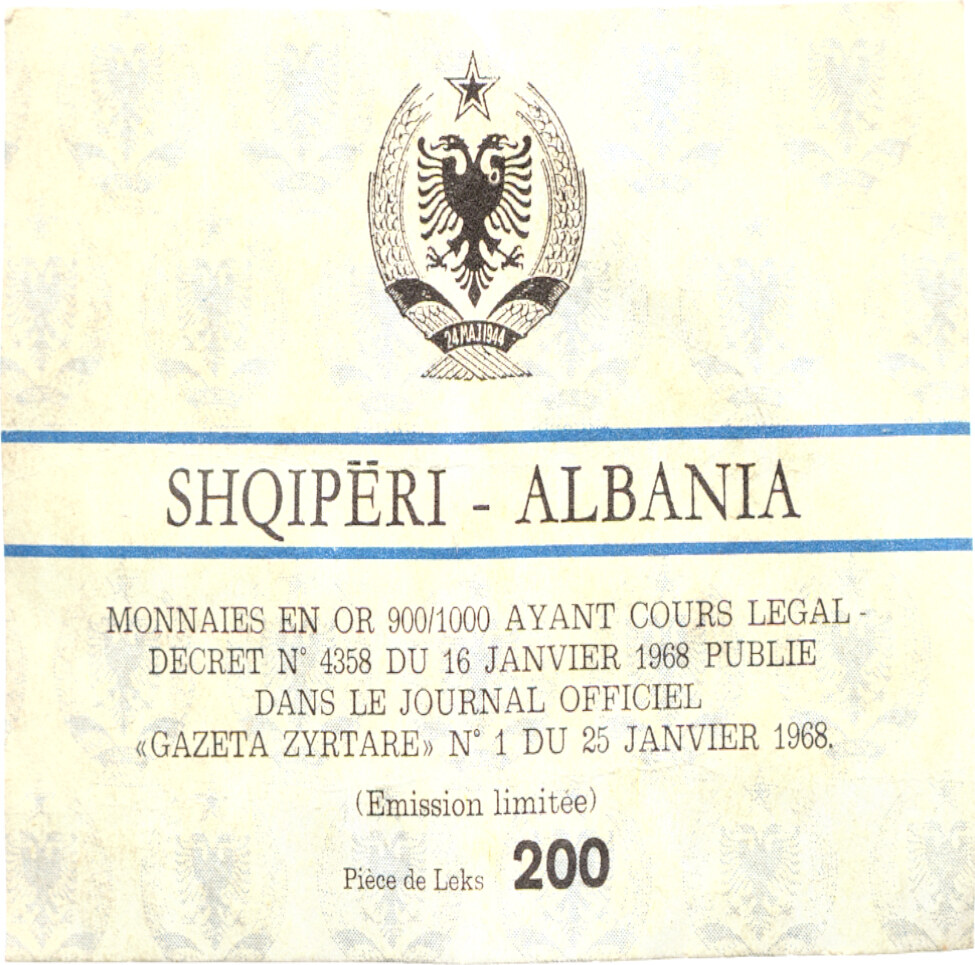 24 MAJ 1944
SHQIPËRI - ALBANIA
MONNAIES EN OR 900/1000 AYANT COURS LEGAL -
DECRET N° 4358 DU 16 JANVIER 1968 PUBLIE
DANS LE JOURNAL OFFICIEL
«GAZETA ZYRTARE» N° 1 DU 25 JANVIER 1968.
(Emission limitée)
Pièce de Leks 200